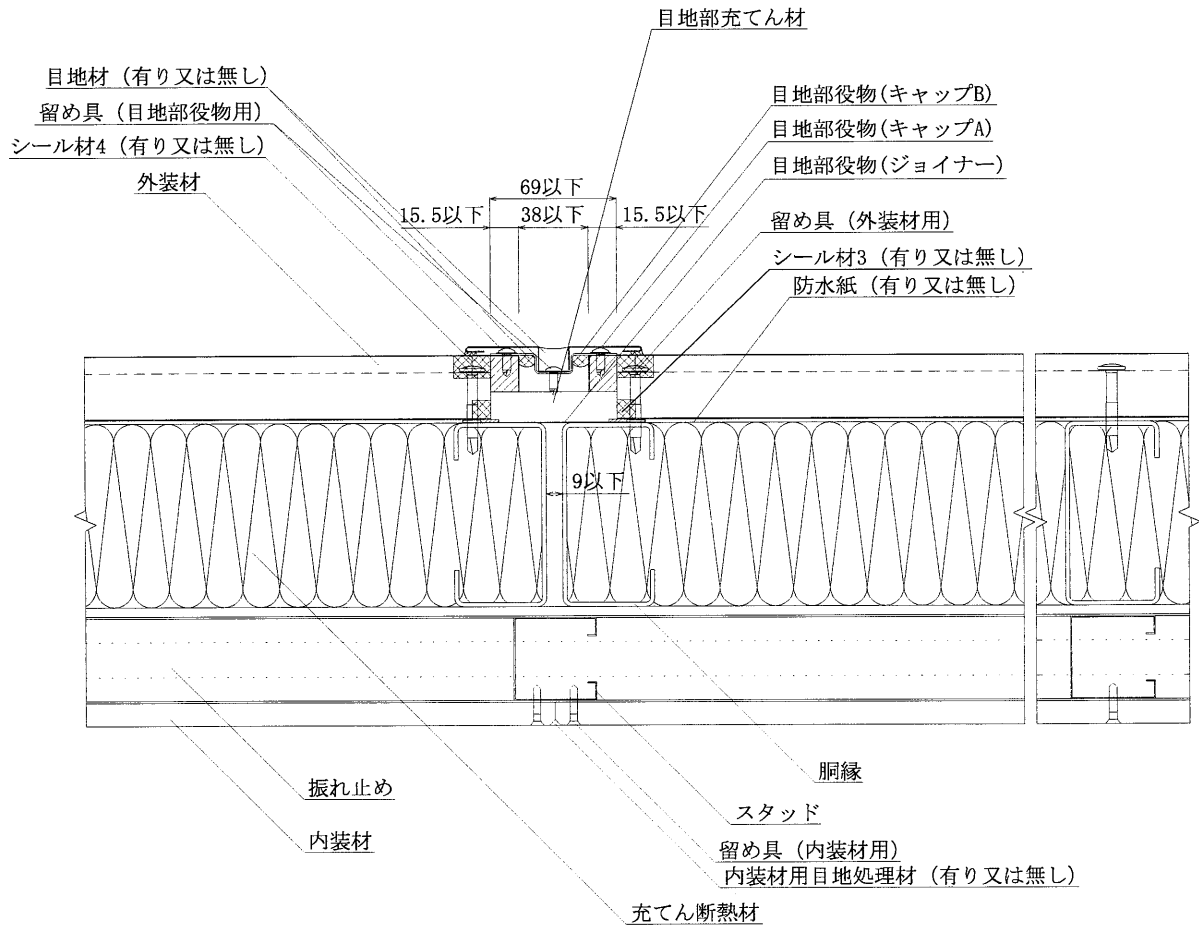 目地部充てん材
目地材（有り又は無し）
留め具（目地部役物用）
シール材4（有り又は無し）
外装材
目地部役物(キャップB)
目地部役物(キャップA)
目地部役物(ジョイナー)
留め具（外装材用）
シール材3（有り又は無し）
防水紙（有り又は無し）
69以下
15.5以下
38以下
15.5以下
9以下
振れ止め
内装材
胴縁
スタッド
留め具（内装材用）
内装材用目地処理材（有り又は無し）
充てん断熱材